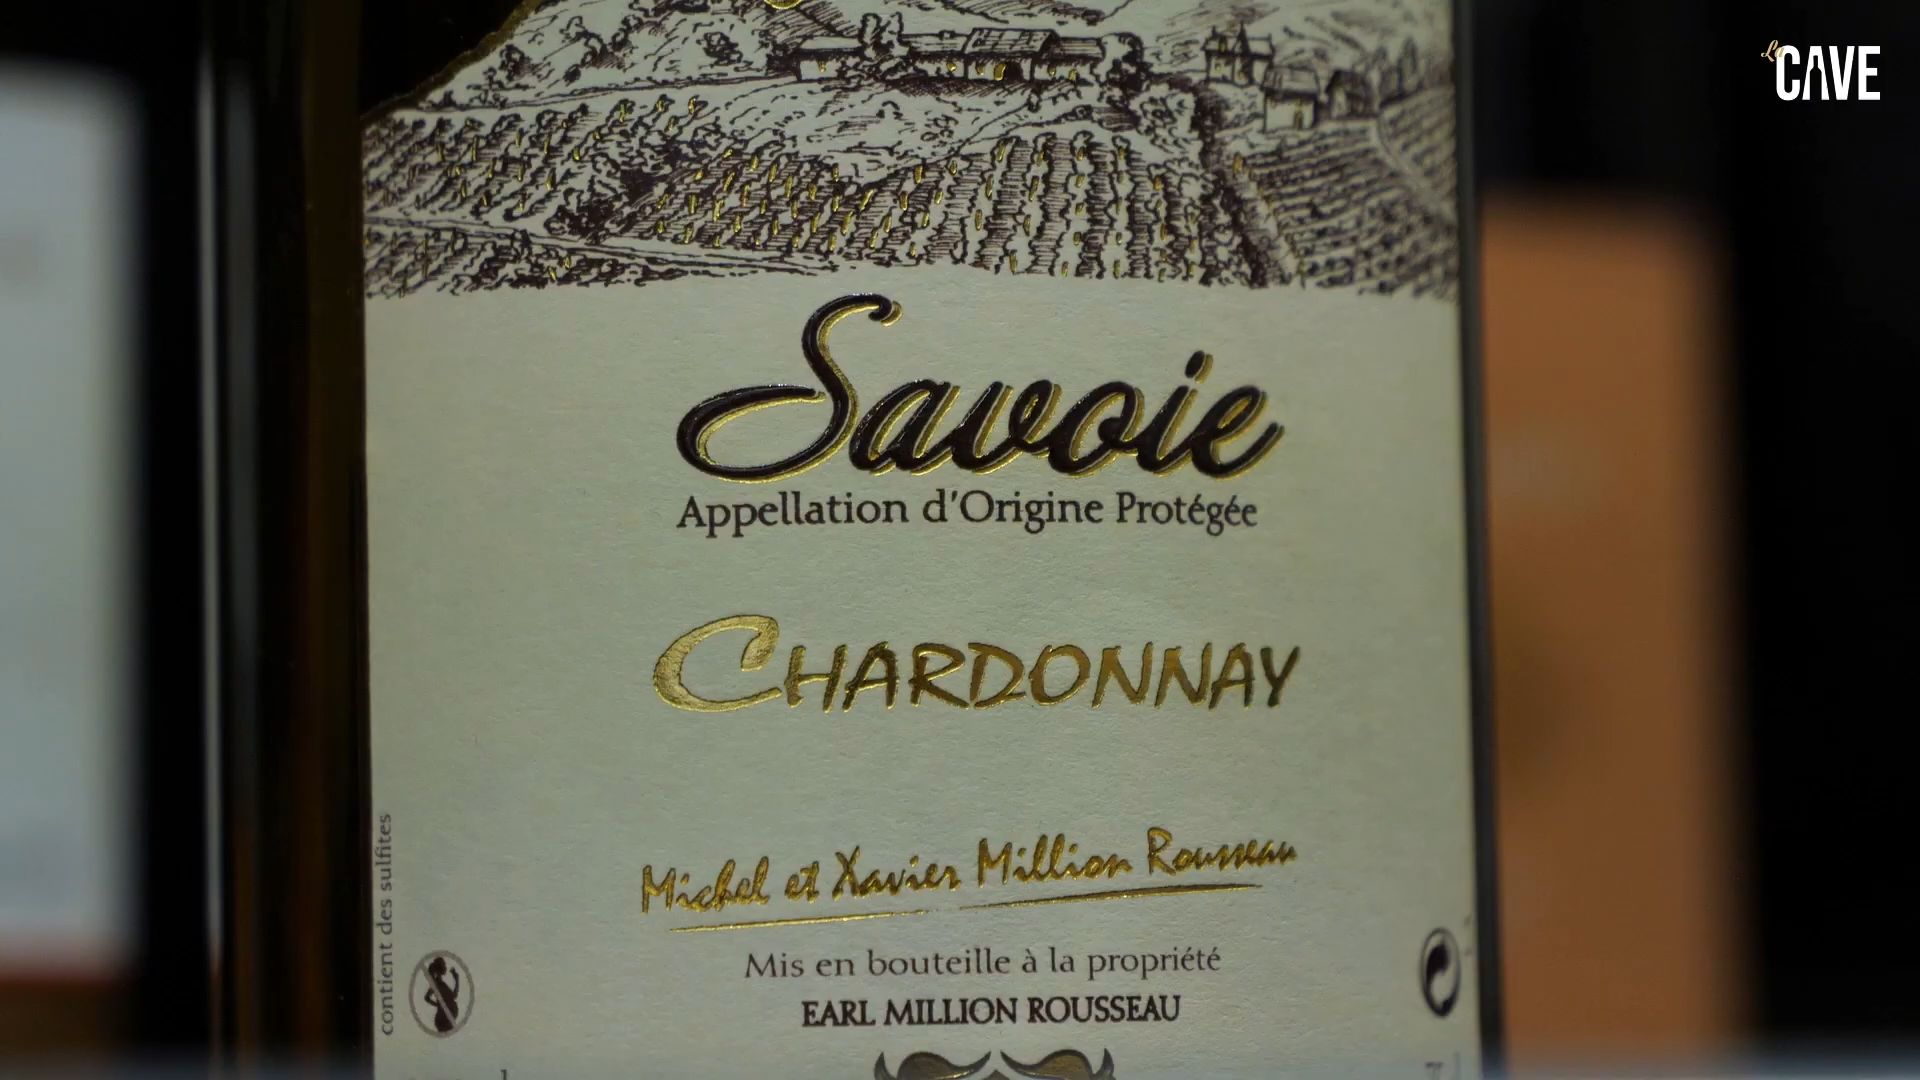 La CAVE
Savoie
Appellation d'Origine Protégée
CHARDONNAY
Michel et Xavier Million Rousseau
Mis en bouteille à la propriété
EARL MILLION ROUSSEAU
contient des sulfites